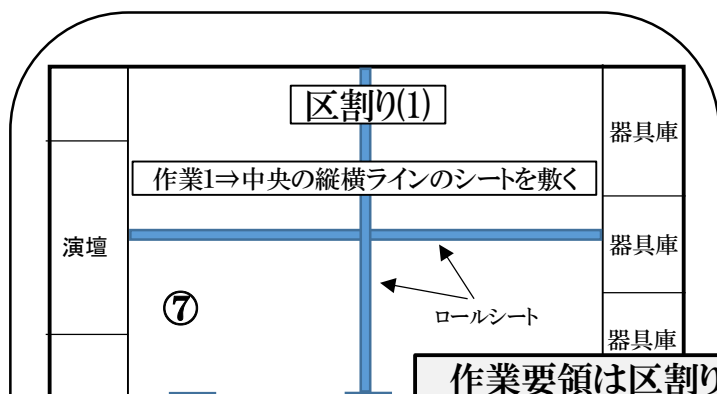 区割り(1)
器具庫
作業1⇒中央の縦横ラインのシートを敷く
演壇
器具庫
⑦
ロールシート
器具庫
作業要領は区割り